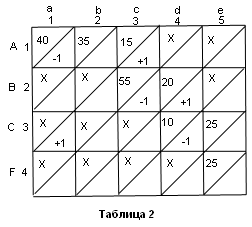 a b c d e
1 2 3 4 5
A 1 40 -1 35 15 +1 X X
B 2 X X 55 -1 20 +1 X
C 3 X +1 X X 10 -1 25
F 4 X X X X 25
Таблица 2